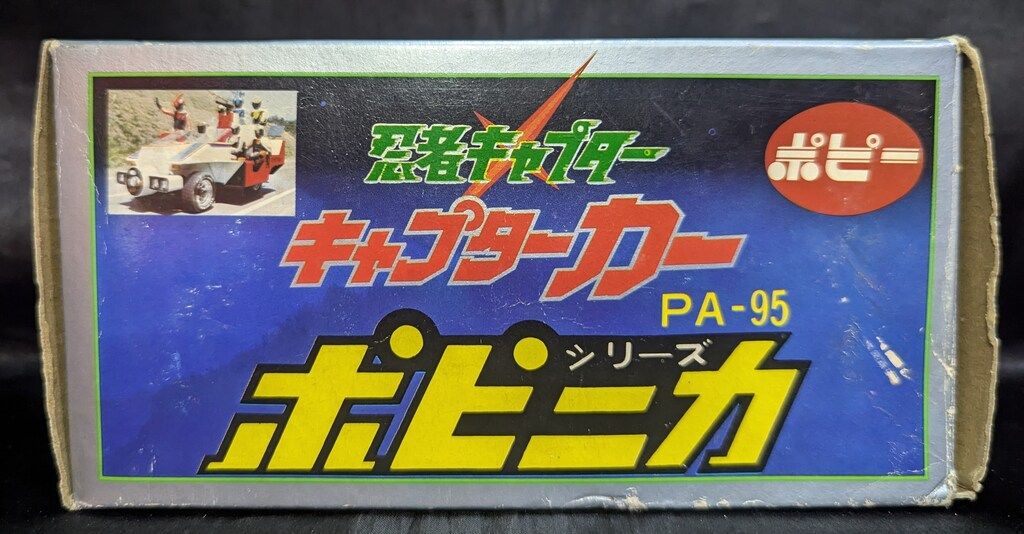 忍者キャプター
ポピー
キャプターカー
PA-95
シリーズ
ポピニカ